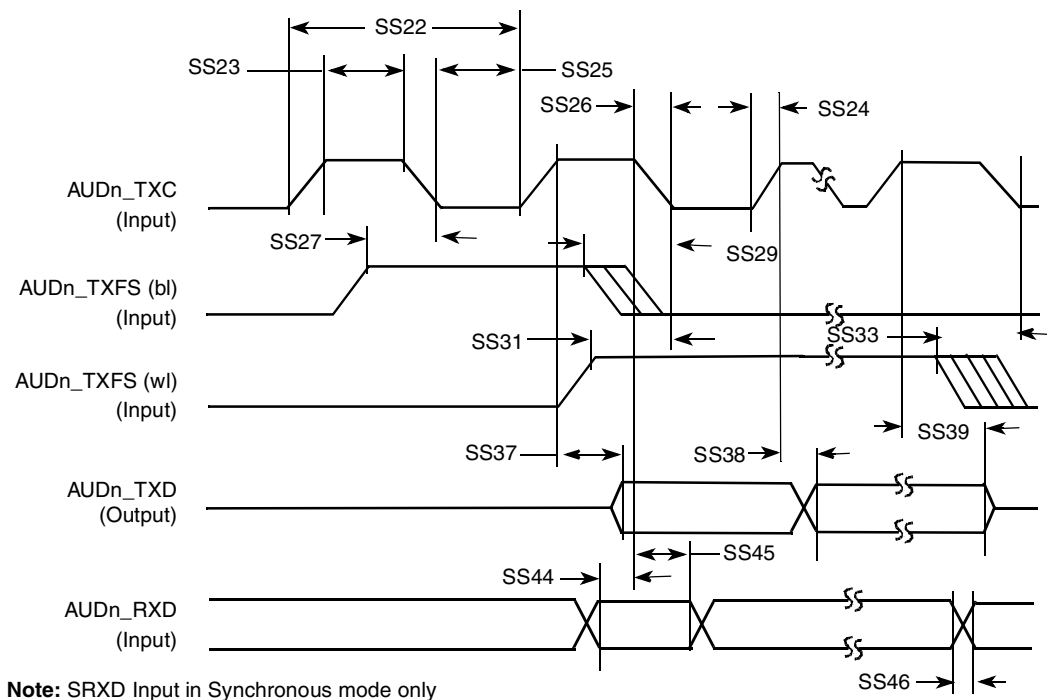 SS22
SS23
SS25
SS26
SS24
AUDn_TXC
(Input)
SS27
SS29
AUDn_TXFS (bl)
(Input)
SS31
SS33
AUDn_TXFS (wl)
(Input)
SS39
SS37
SS38
AUDn_TXD
(Output)
SS45
SS44
AUDn_RXD
(Input)
SS46
Note: SRXD Input in Synchronous mode only